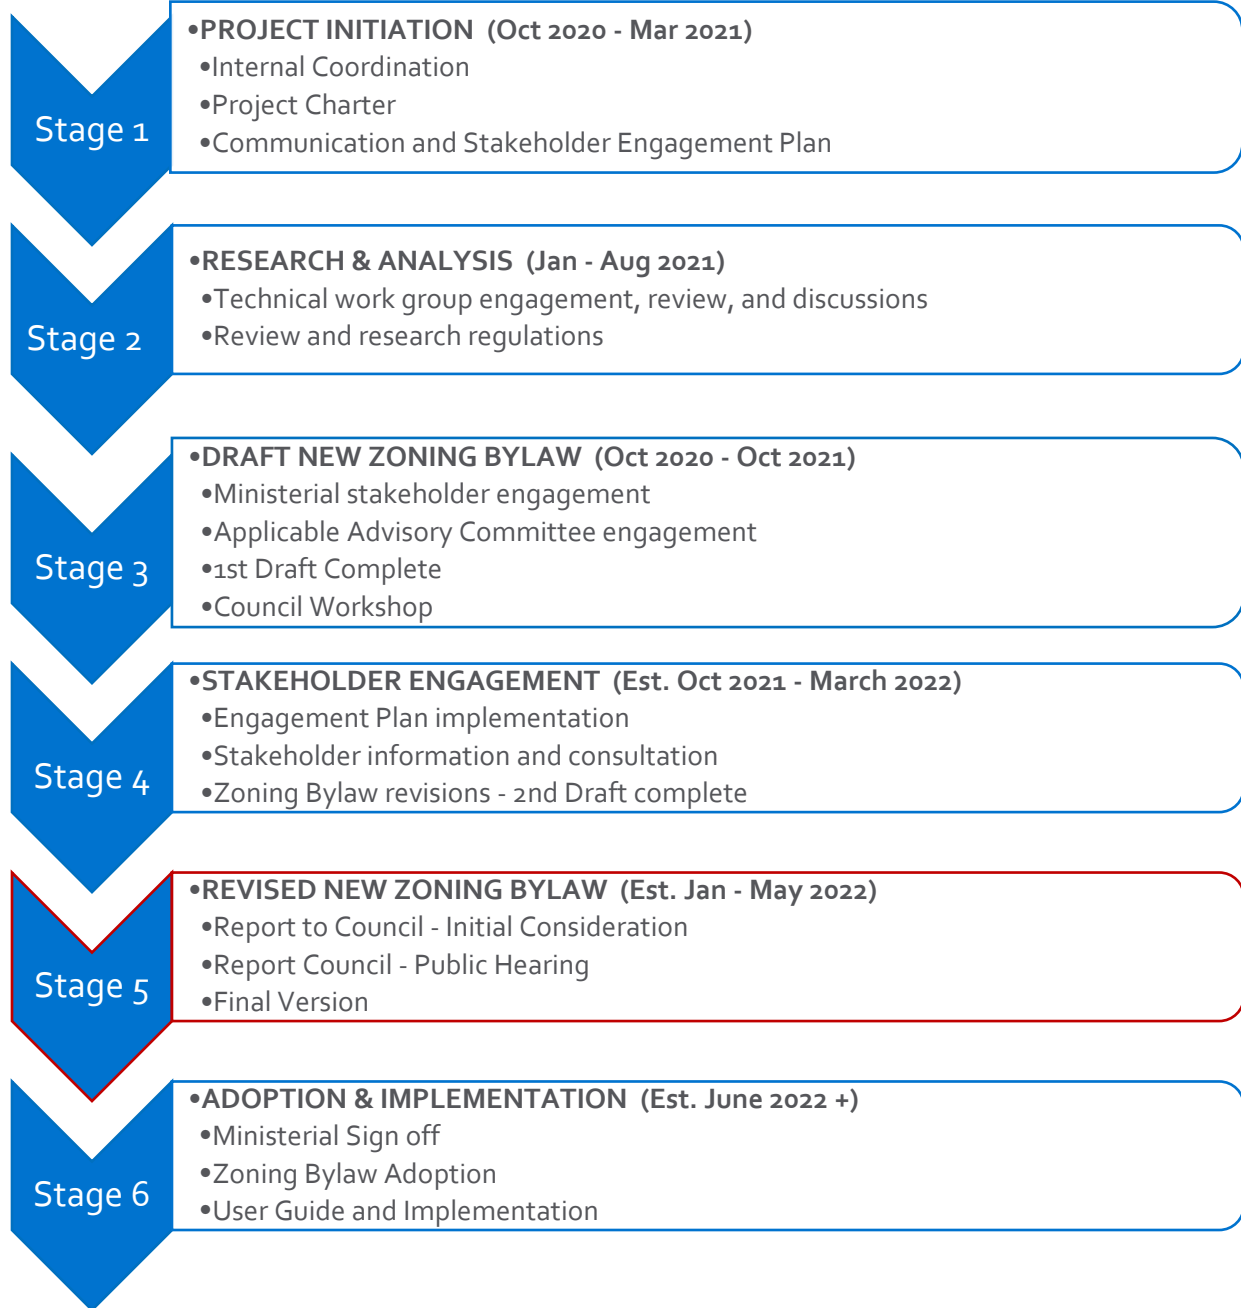 •PROJECT INITIATION (Oct 2020 - Mar 2021)
•Internal Coordination
•Project Charter
•Communication and Stakeholder Engagement Plan
Stage 1
•RESEARCH & ANALYSIS (Jan - Aug 2021)
•Technical work group engagement, review, and discussions
•Review and research regulations
Stage 2
•DRAFT NEW ZONING BYLAW (Oct 2020 - Oct 2021)
•Ministerial stakeholder engagement
•Applicable Advisory Committee engagement
•1st Draft Complete
•Council Workshop
Stage 3
•STAKEHOLDER ENGAGEMENT (Est. Oct 2021 - March 2022)
•Engagement Plan implementation
•Stakeholder information and consultation
•Zoning Bylaw revisions - 2nd Draft complete
Stage 4
•REVISED NEW ZONING BYLAW (Est. Jan - May 2022)
•Report to Council - Initial Consideration
•Report Council - Public Hearing
•Final Version
Stage 5
•ADOPTION & IMPLEMENTATION (Est. June 2022 +)
•Ministerial Sign off
•Zoning Bylaw Adoption
•User Guide and Implementation
Stage 6